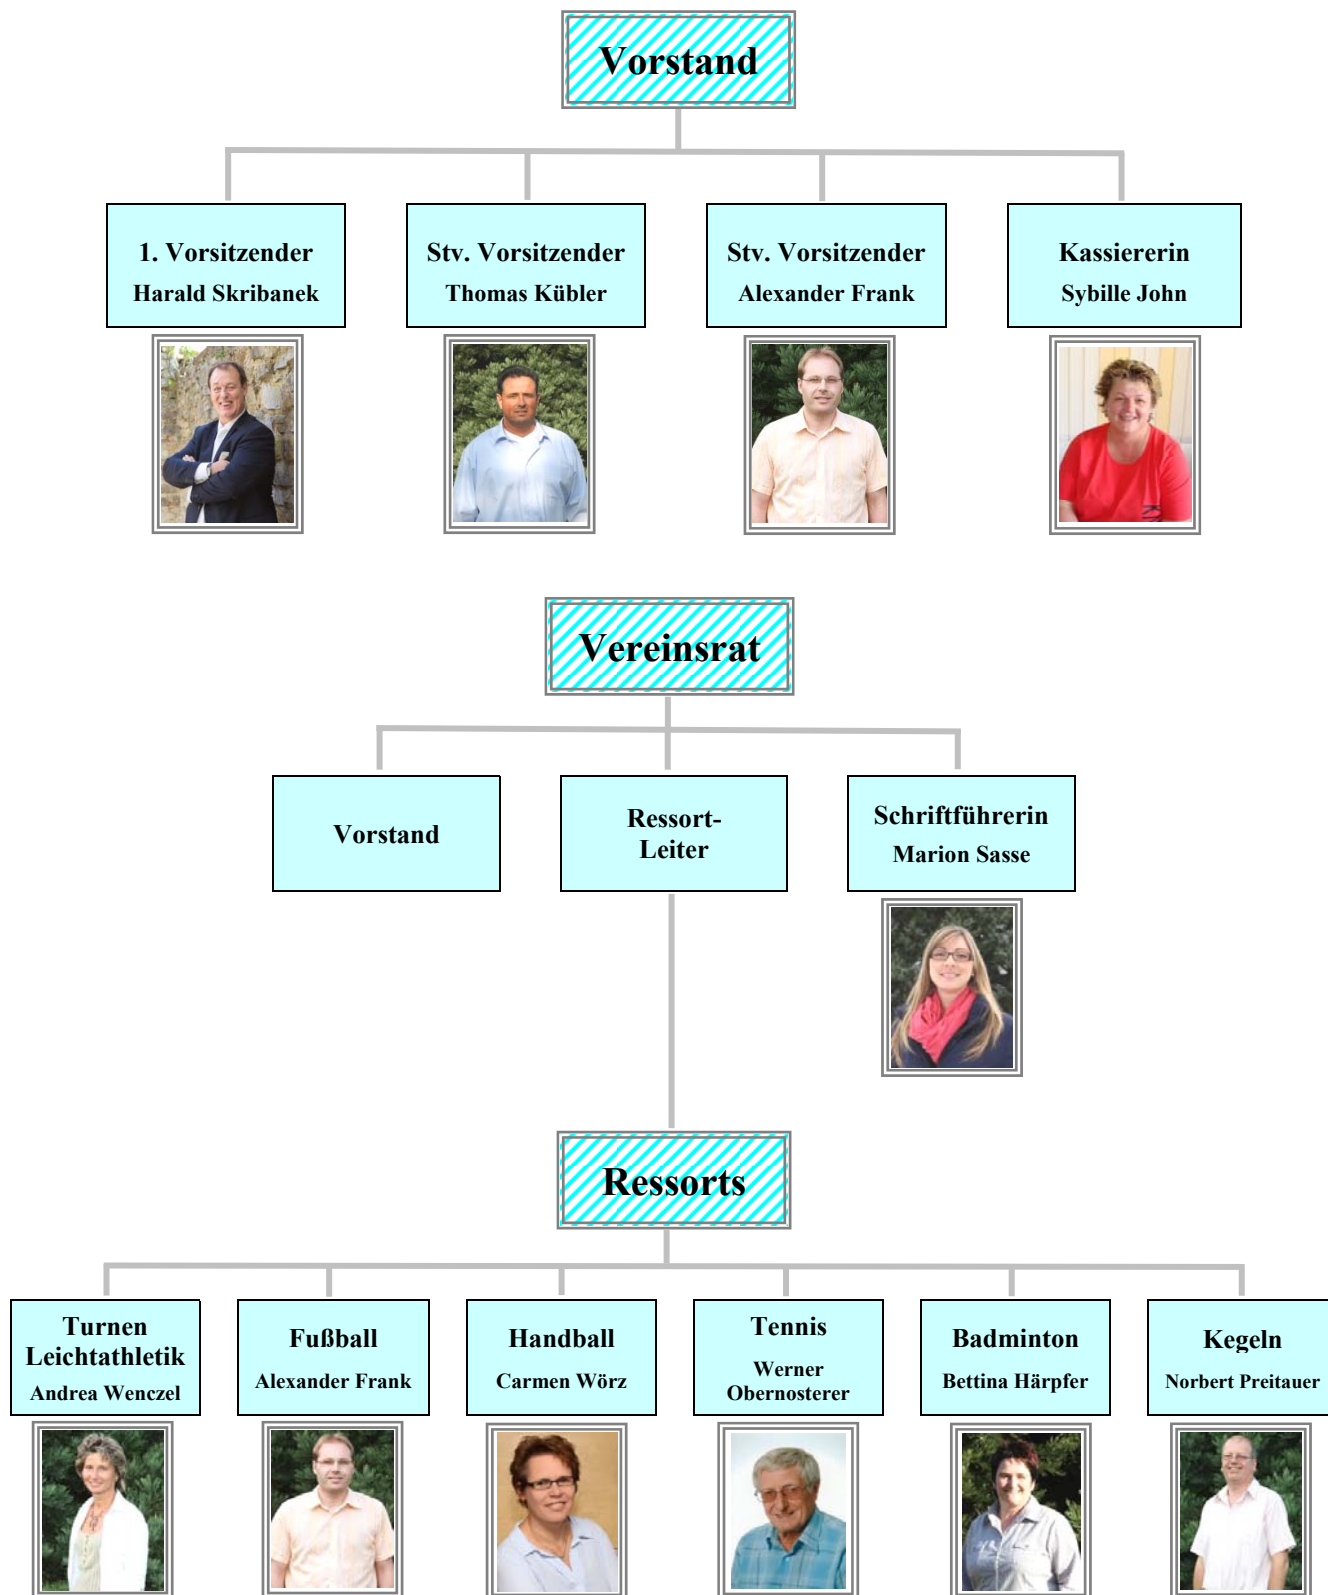 Vorstand
1. Vorsitzender
Harald Skribanek
Stv. Vorsitzender
Thomas Kübler
Stv. Vorsitzender
Alexander Frank
Kassiererin
Sybille John
Vereinsrat
Vorstand
Ressort-
Leiter
Schriftführerin
Marion Sasse
Ressorts
Turnen
Leichtathletik
Andrea Wenczel
Fußball
Alexander Frank
Handball
Carmen Wörz
Tennis
Werner
Obernosterer
Badminton
Bettina Härpfer
Kegeln
Norbert Preitauer